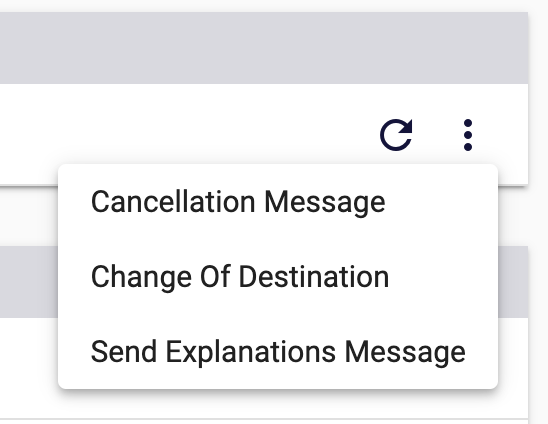 Cancellation Message
Change Of Destination
Send Explanations Message